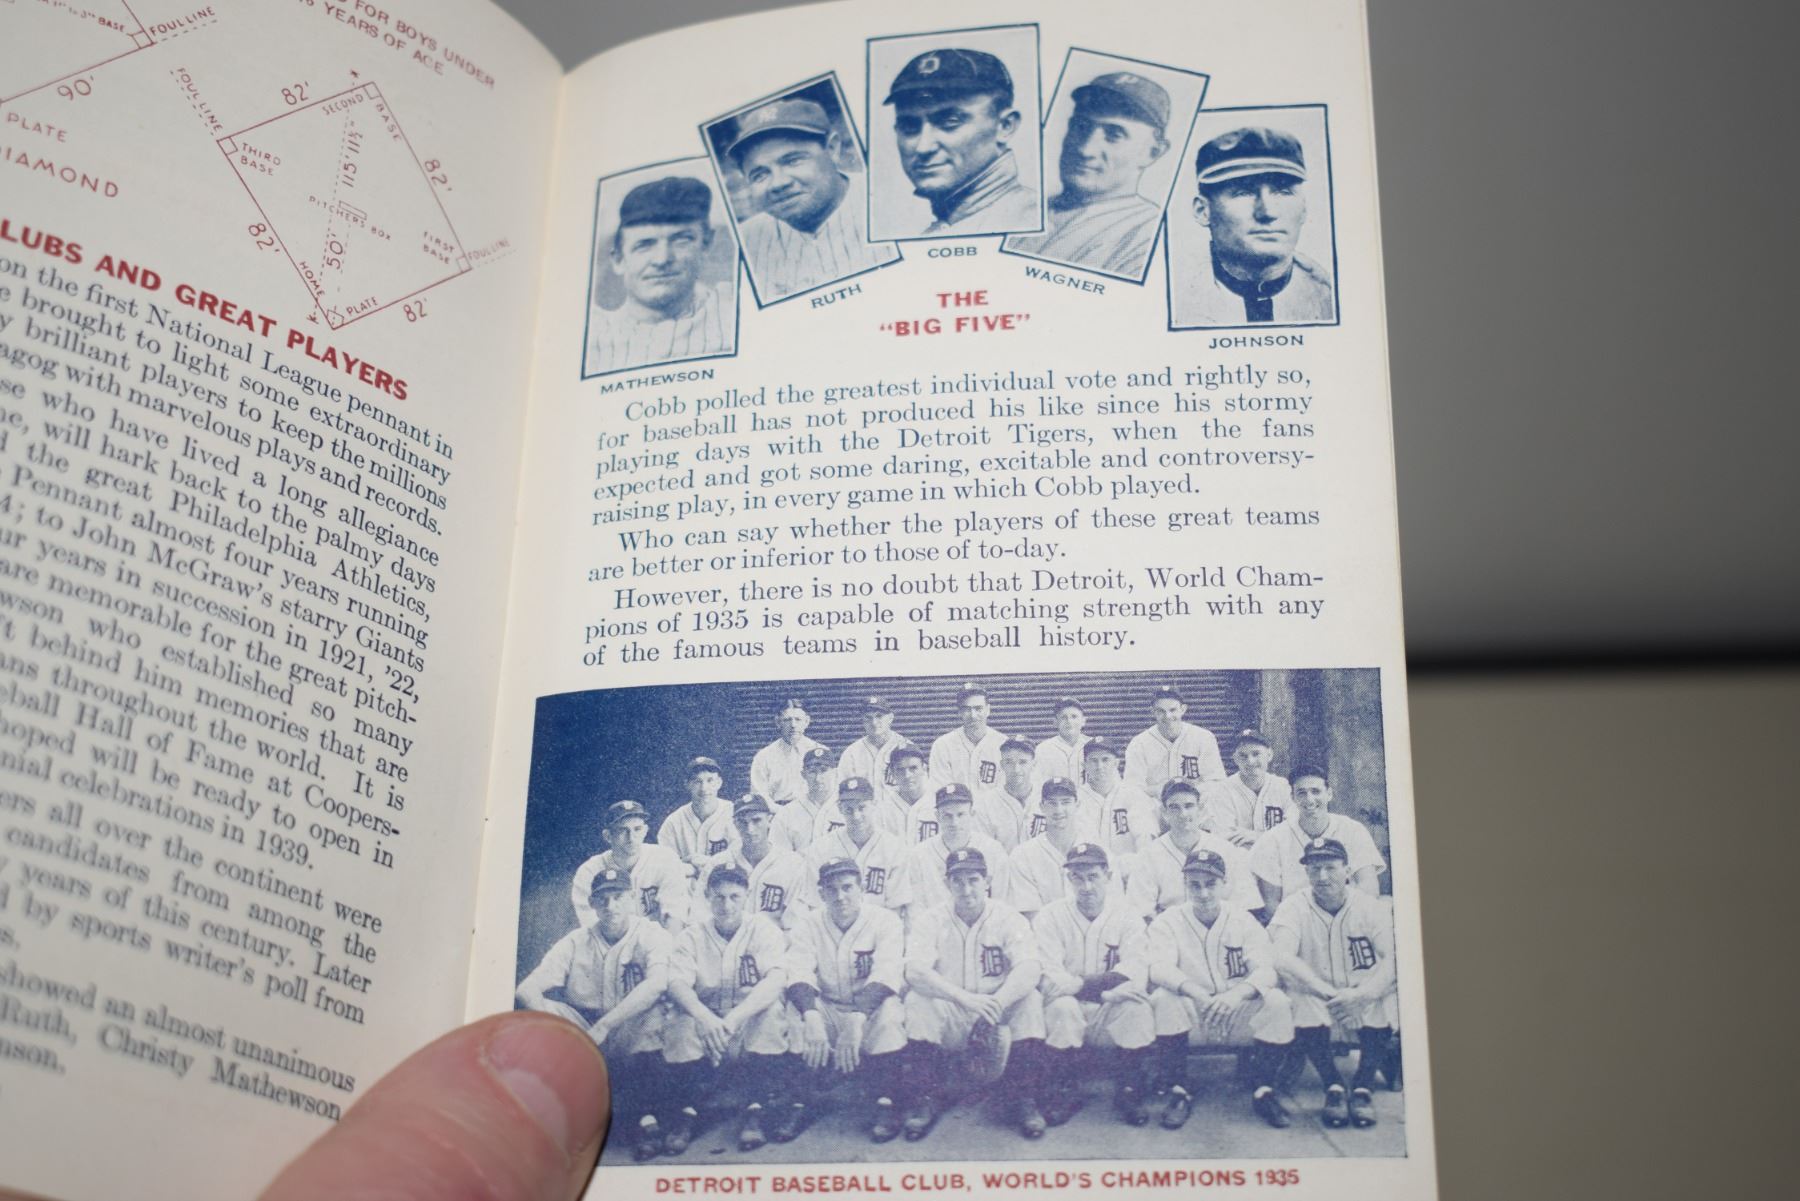 BASE
FOUL LINE
FOR BOYS UNDER
YEARS OF AGE
90'
PLATE
DIAMOND
FOUL LINE
82'
SECOND
BASE
THIRD
BASE
115' 11½"
82'
PITCHERS BOX
82'
50'
FIRST
BASE
FOUL LINE
HOME
PLATE
82'
CLUBS AND GREAT PLAYERS
on the first National League pennant in
brought to light some extraordinary
brilliant players to keep the millions
agog with marvelous plays and records.
who have lived a long allegiance
will hark back to the palmy days
the great Philadelphia Athletics,
Pennant almost four years running
4; to John McGraw's starry Giants
years in succession in 1921, '22,
are memorable for the great pitch-
who established so many
behind him memories that are
throughout the world. It is
Hall of Fame at Coopers-
hoped will be ready to open in
celebrations in 1939.
all over the continent were
candidates from among the
years of this century. Later
by sports writer's poll from
showed an almost unanimous
Ruth, Christy Mathewson
MATHEWSON
RUTH
COBB
WAGNER
JOHNSON
THE
"BIG FIVE"
Cobb polled the greatest individual vote and rightly so,
for baseball has not produced his like since his stormy
playing days with the Detroit Tigers, when the fans
expected and got some daring, excitable and controversy-
raising play, in every game in which Cobb played.
Who can say whether the players of these great teams
are better or inferior to those of to-day.
However, there is no doubt that Detroit, World Cham-
pions of 1935 is capable of matching strength with any
of the famous teams in baseball history.
DETROIT BASEBALL CLUB, WORLD'S CHAMPIONS 1935